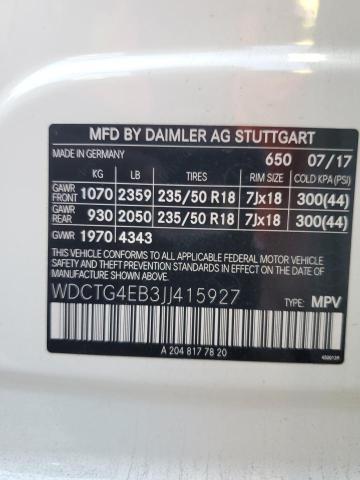 MFD BY DAIMLER AG STUTTGART
MADE IN GERMANY 650 07/17
KG LB TIRES RIM SIZE COLD KPA (PSI)
GAWR FRONT 1070 2359 235/50 R18 7Jx18 300(44)
GAWR REAR 930 2050 235/50 R18 7Jx18 300(44)
GVWR 1970 4343
THIS VEHICLE CONFORMS TO ALL APPLICABLE FEDERAL MOTOR VEHICLE
SAFETY AND THEFT PREVENTION STANDARDS IN
EFFECT ON THE DATE OF MANUFACTURE SHOWN ABOVE.
WDCTG4EB3JJ415927 TYPE: MPV
A 204 817 78 20